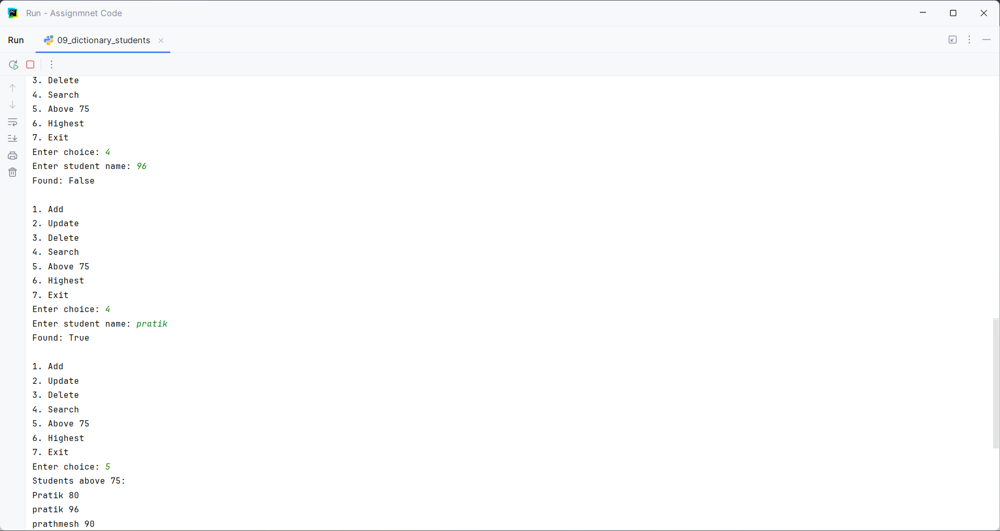 Run - Assignmnet Code
Run 09_dictionary_students
3. Delete
4. Search
5. Above 75
6. Highest
7. Exit
Enter choice: 4
Enter student name: 96
Found: False
1. Add
2. Update
3. Delete
4. Search
5. Above 75
6. Highest
7. Exit
Enter choice: 4
Enter student name: pratik
Found: True
1. Add
2. Update
3. Delete
4. Search
5. Above 75
6. Highest
7. Exit
Enter choice: 5
Students above 75:
Pratik 80
pratik 96
prathmesh 90